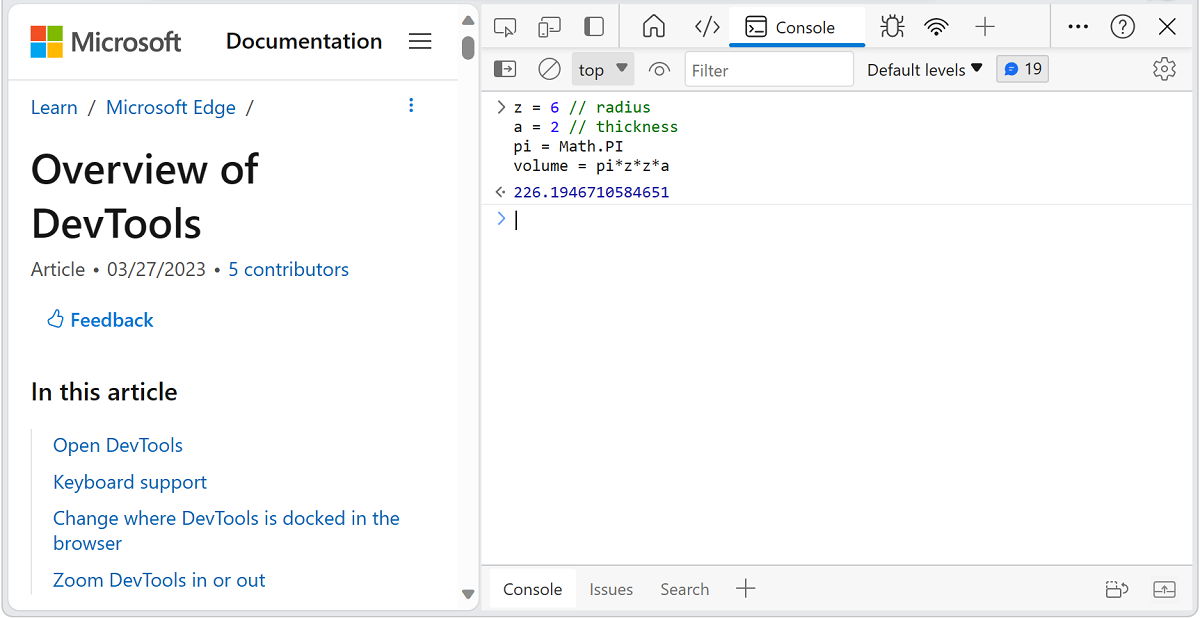 Microsoft
Documentation
Learn / Microsoft Edge /
Overview of
DevTools
Article • 03/27/2023 • 5 contributors
Feedback
In this article
Open DevTools
Keyboard support
Change where DevTools is docked in the
browser
Zoom DevTools in or out
Console
top
Filter
Default levels
19
z = 6 // radius
a = 2 // thickness
pi = Math.PI
volume = pi*z*z*a
226.1946710584651
Console Issues Search